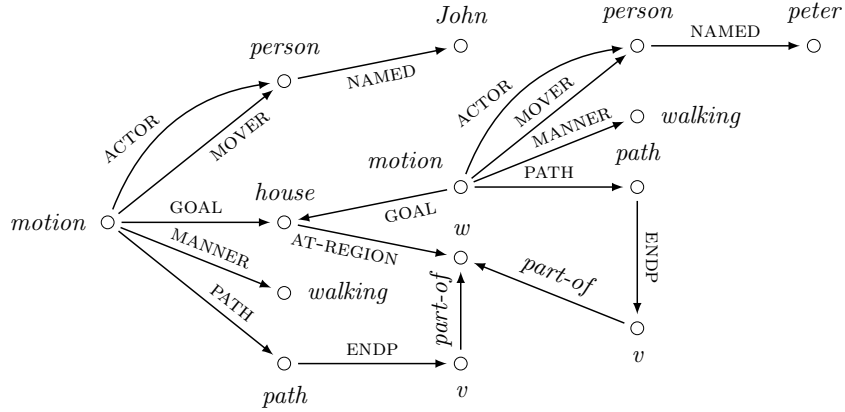 John
person
peter
person
NAMED
NAMED
ACTOR
MOVER
ACTOR
MOVER
MANNER
walking
motion
PATH
path
house
GOAL
GOAL
motion
AT-REGION
w
MANNER
ENDP
part-of
walking
PATH
part-of
ENDP
v
path
v